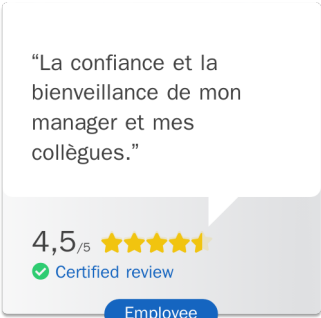 “La confiance et la
bienveillance de mon
manager et mes
collègues.”
4,5/5
Certified review
Employee